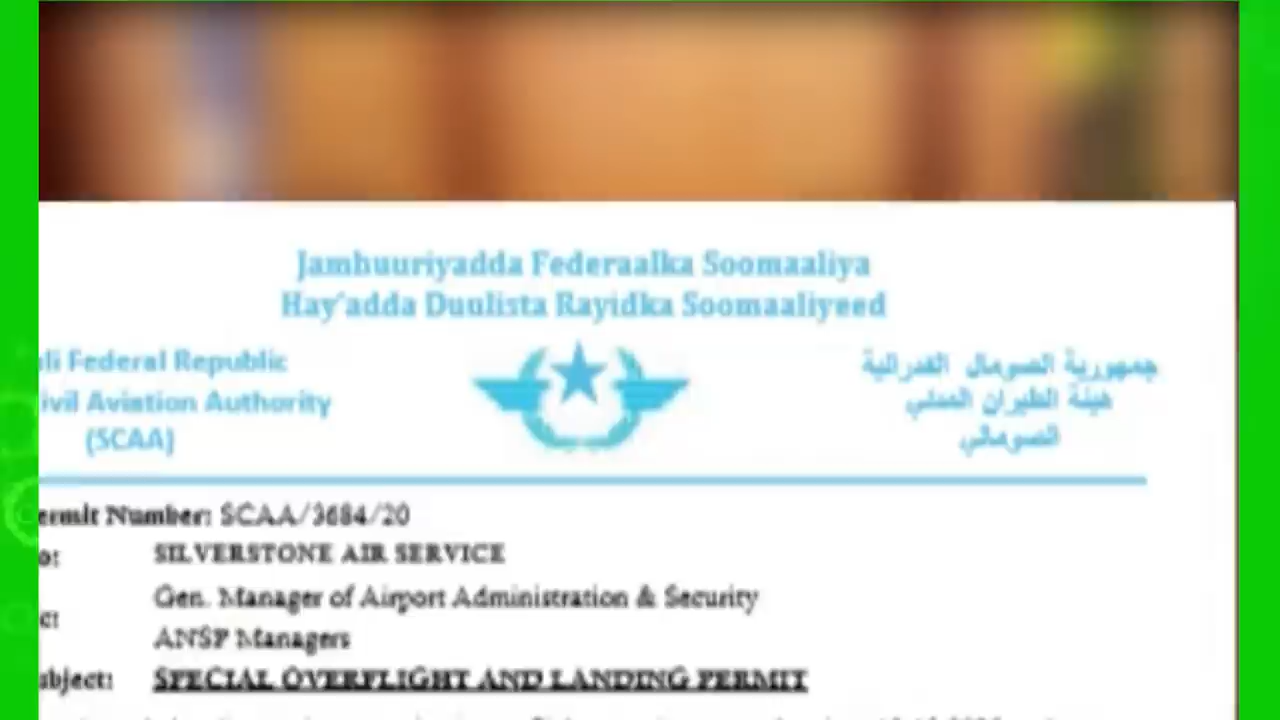 Jamhuuriyadda Federaalka Soomaaliya
Hay'adda Duulista Rayidka Soomaaliyeed
li Federal Republic
ivil Aviation Authority
(SCAA)
جمهورية الصومال الفدرالية
هيئة الطيران المدني
الصومالي
ermit Number: SCAA/3684/20
o: SILVERSTONE AIR SERVICE
c: Gen. Manager of Airport Administration & Security
ANSP Managers
bject: SPECIAL OVERFLIGHT AND LANDING PERMIT